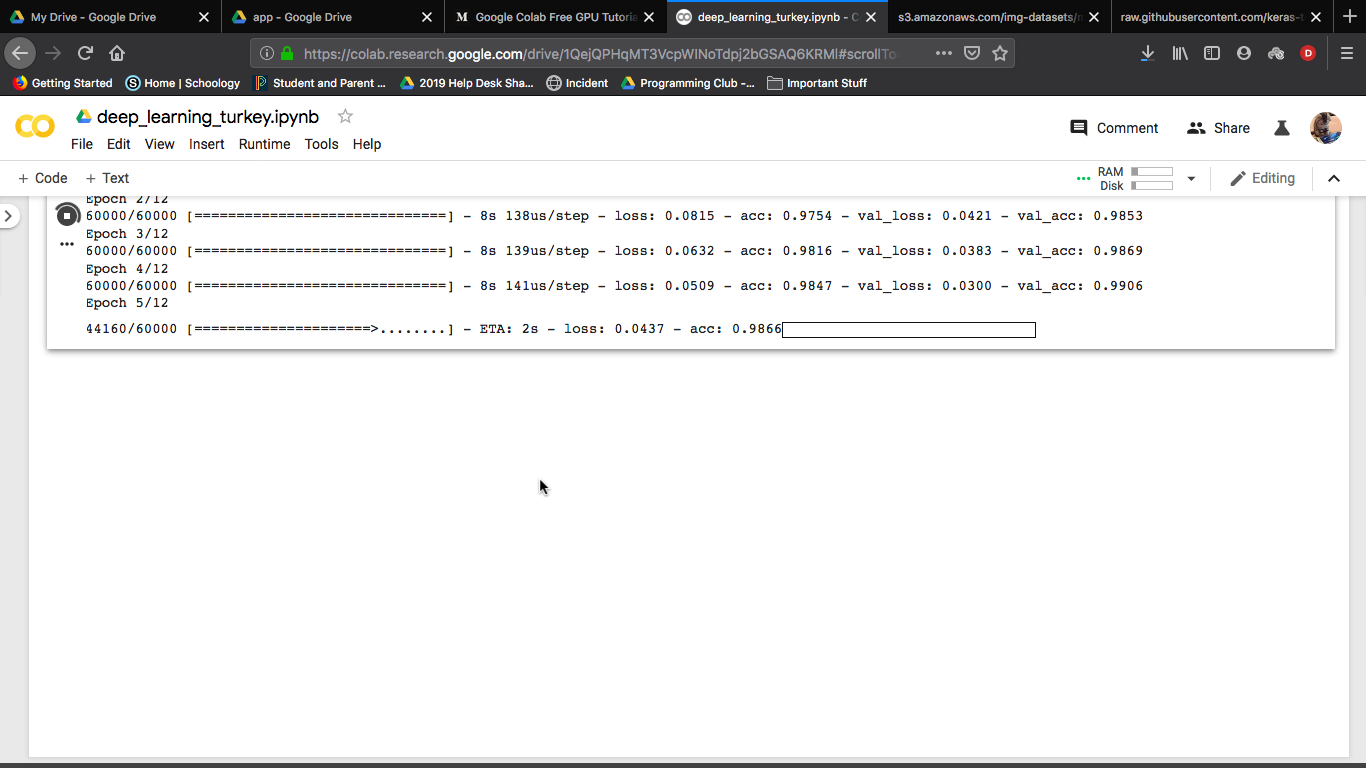 My Drive - Google Drive
app - Google Drive
Google Colab Free GPU Tutoria
deep_learning_turkey.ipynb - C
s3.amazonaws.com/img-datasets/
raw.githubusercontent.com/keras-
https://colab.research.google.com/drive/1QejQPHqMT3VcpWINoTdpj2bGSAQ6KRMl#scrollTo
D
Getting Started
Home | Schoology
Student and Parent ...
2019 Help Desk Sha...
Incident
Programming Club -...
Important Stuff
deep_learning_turkey.ipynb
Comment
Share
File Edit View Insert Runtime Tools Help
+ Code + Text
RAM
Disk
Editing
Epoch 2/12
60000/60000 [==============================] - 8s 138us/step - loss: 0.0815 - acc: 0.9754 - val_loss: 0.0421 - val_acc: 0.9853
Epoch 3/12
60000/60000 [==============================] - 8s 139us/step - loss: 0.0632 - acc: 0.9816 - val_loss: 0.0383 - val_acc: 0.9869
Epoch 4/12
60000/60000 [==============================] - 8s 141us/step - loss: 0.0509 - acc: 0.9847 - val_loss: 0.0300 - val_acc: 0.9906
Epoch 5/12
44160/60000 [=====================>........] - ETA: 2s - loss: 0.0437 - acc: 0.9866